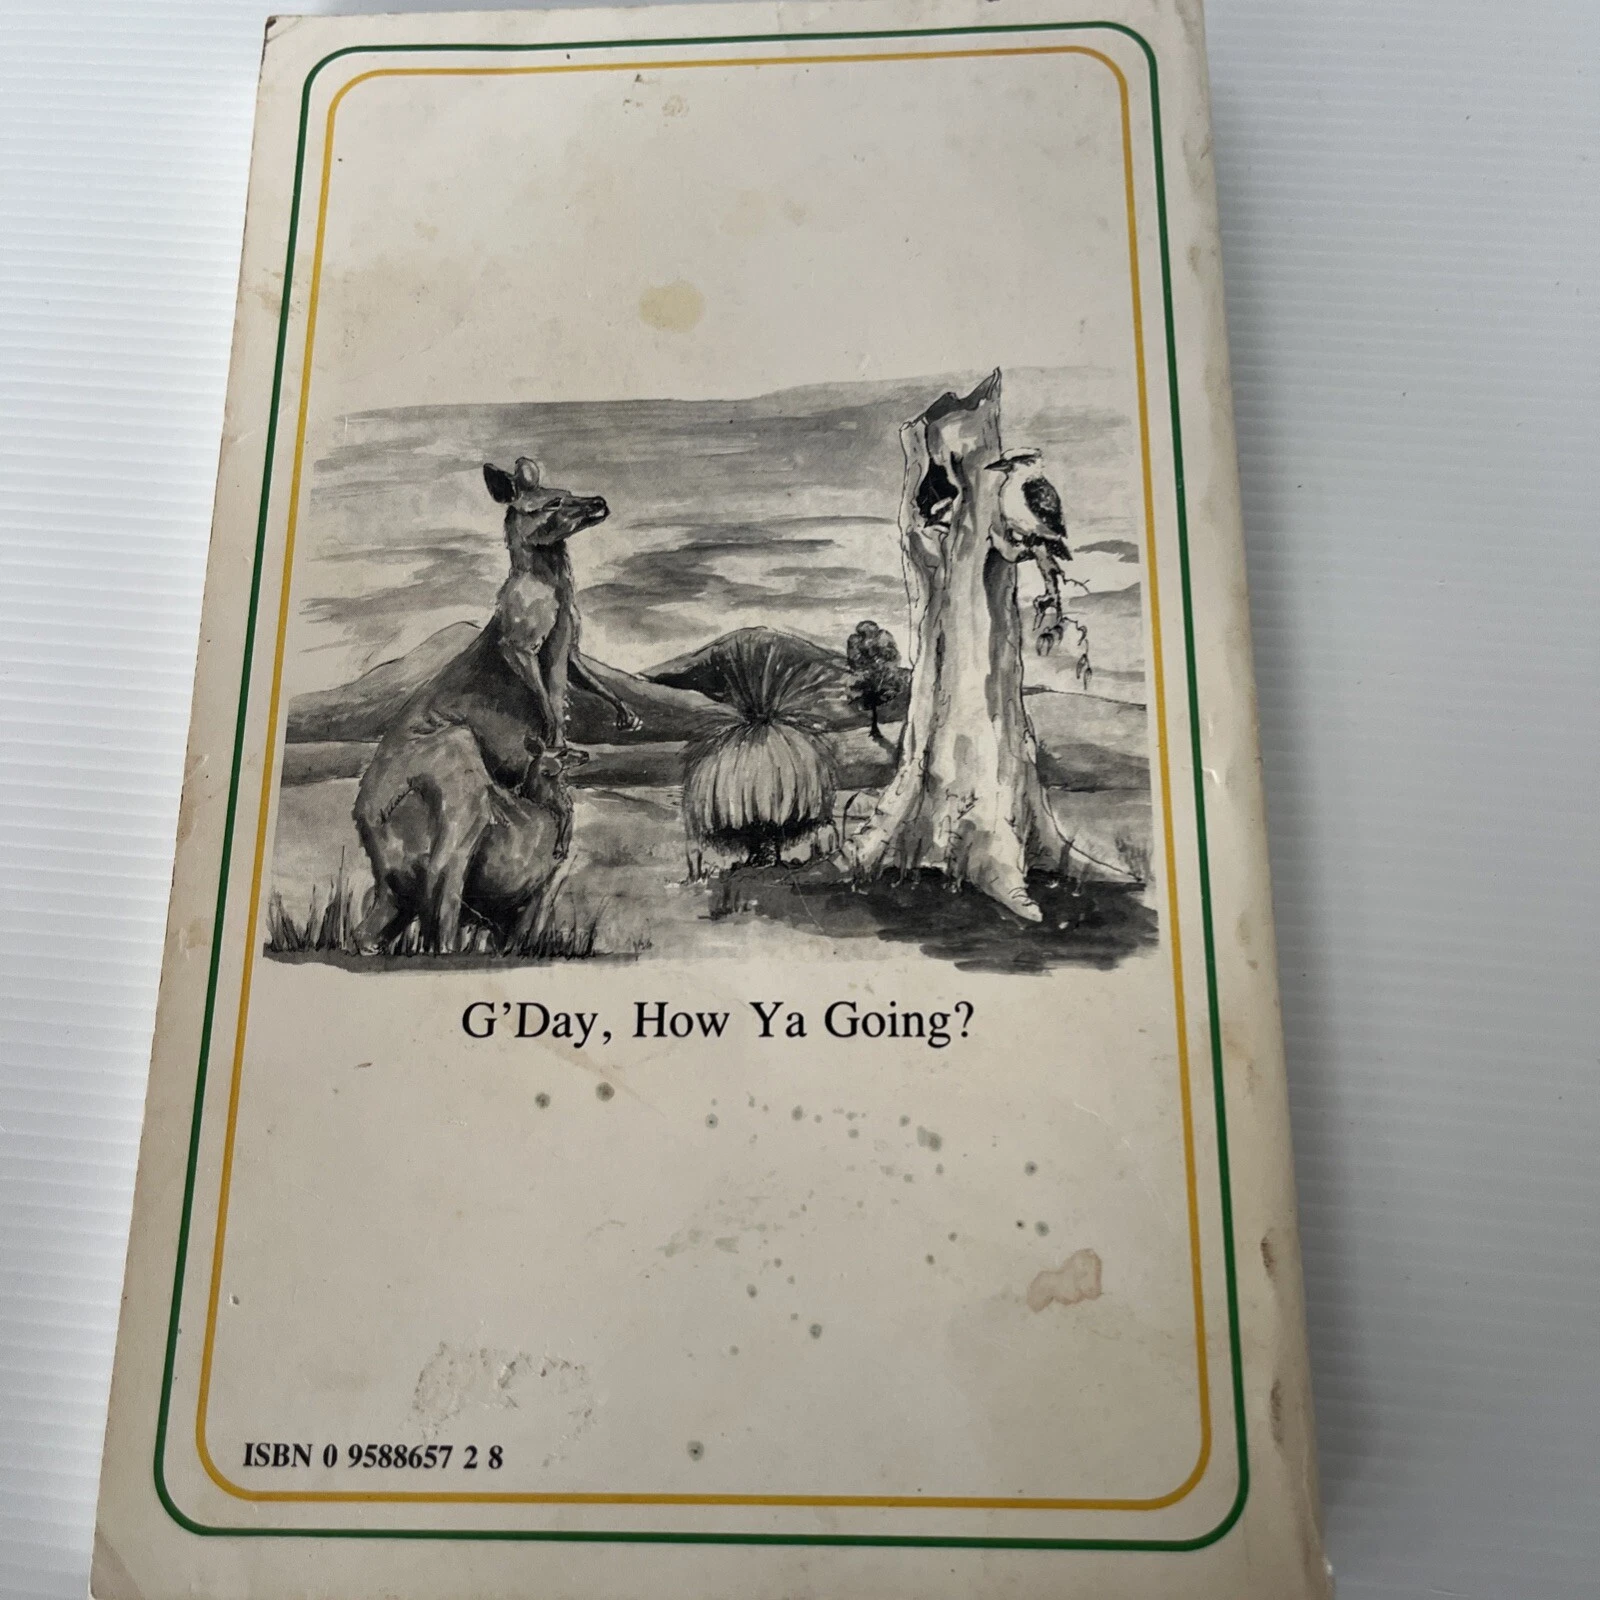 G'Day, How Ya Going?
ISBN 0 9588657 2 8